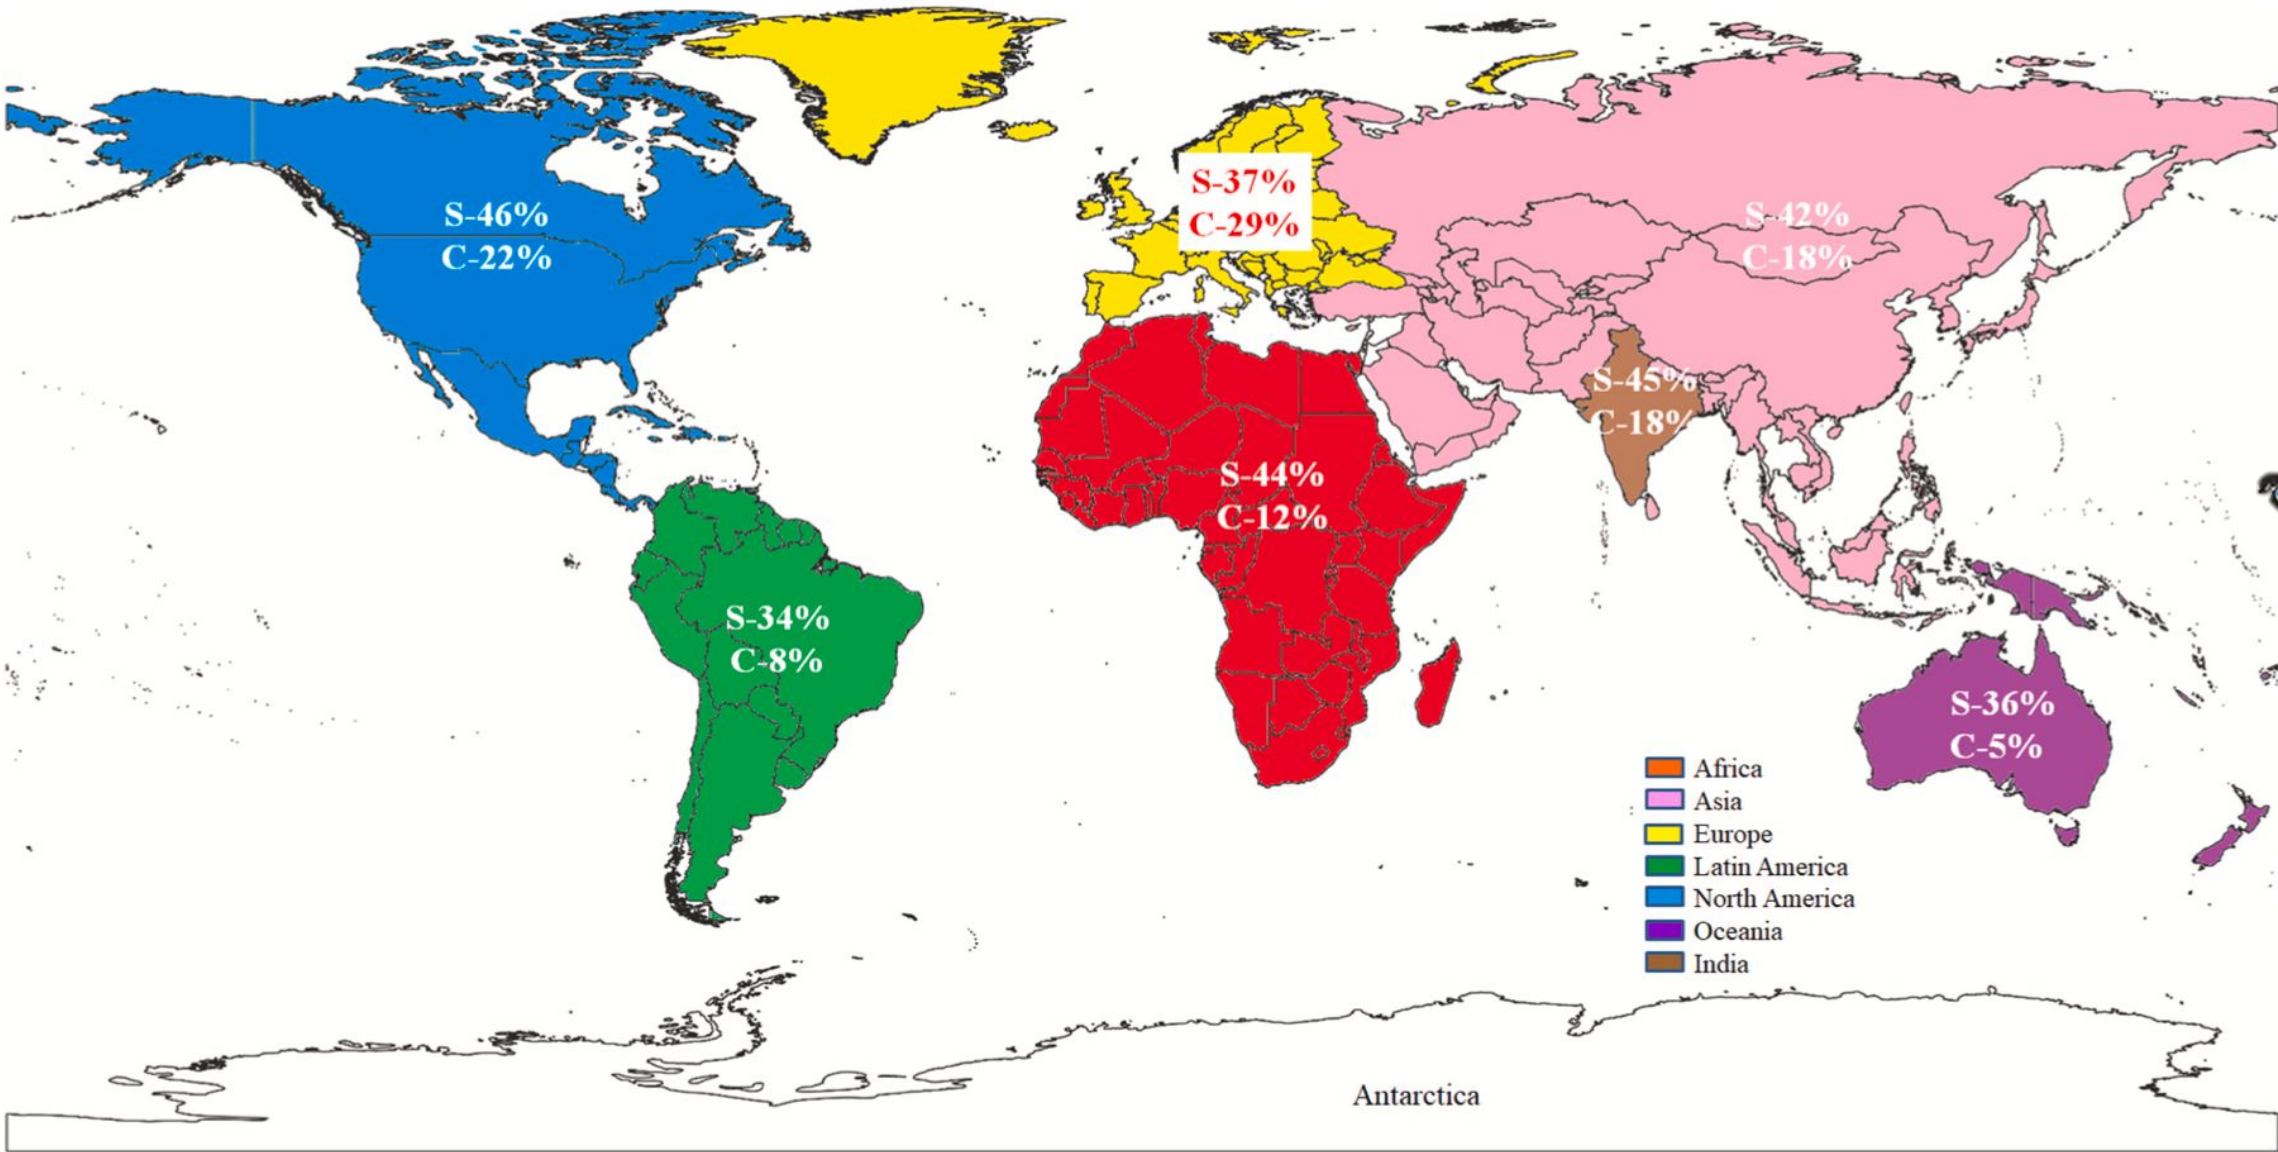 S-46%
C-22%
S-37%
C-29%
S-42%
C-18%
S-45%
C-18%
S-44%
C-12%
S-34%
C-8%
S-36%
C-5%
Africa
Asia
Europe
Latin America
North America
Oceania
India
Antarctica